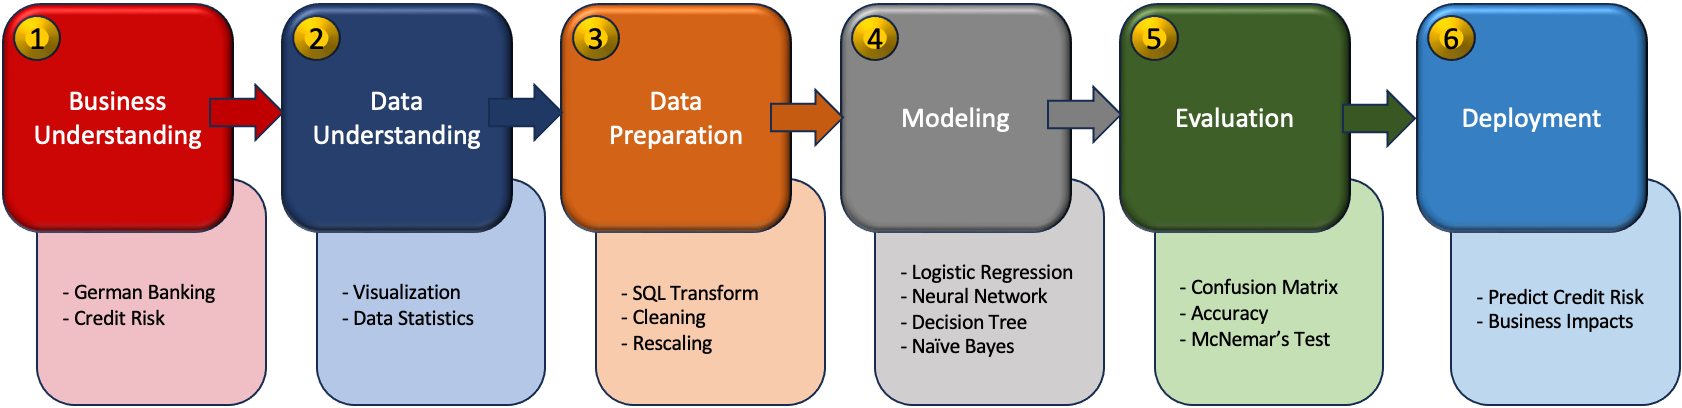 1
Business
Understanding
- German Banking
- Credit Risk
2
Data
Understanding
- Visualization
- Data Statistics
3
Data
Preparation
- SQL Transform
- Cleaning
- Rescaling
4
Modeling
- Logistic Regression
- Neural Network
- Decision Tree
- Naïve Bayes
5
Evaluation
- Confusion Matrix
- Accuracy
- McNemar’s Test
6
Deployment
- Predict Credit Risk
- Business Impacts